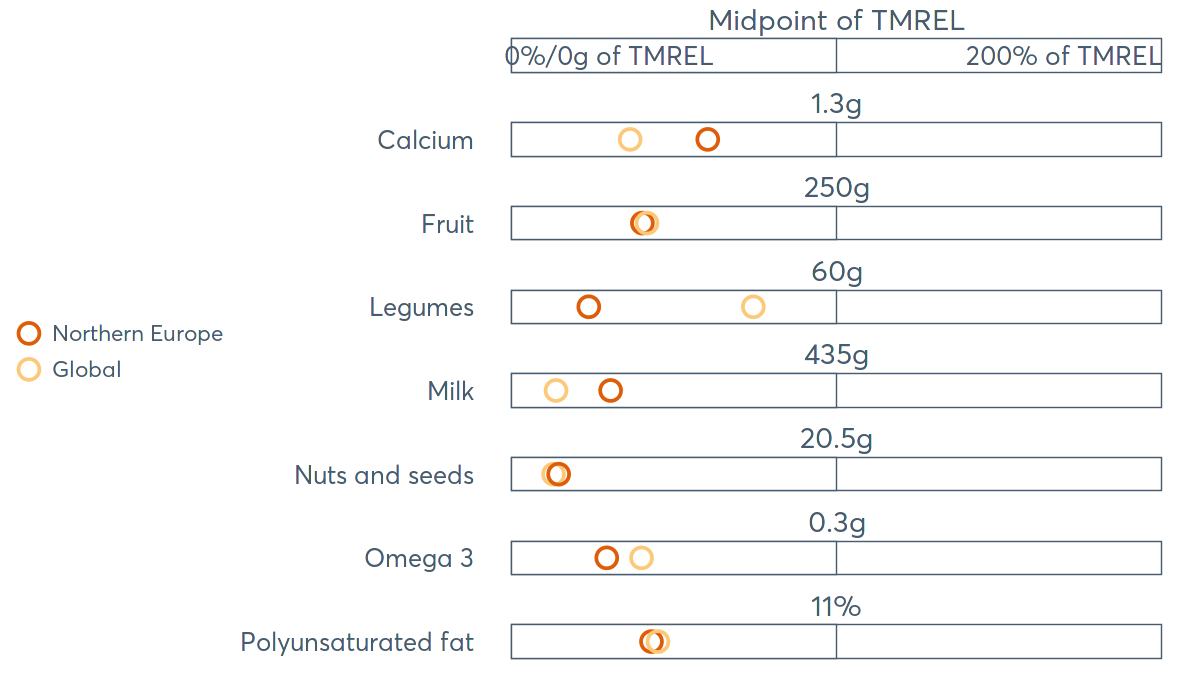 Midpoint of TMREL
0%/0g of TMREL 200% of TMREL
1.3g
Calcium
250g
Fruit
60g
Legumes
Northern Europe
435g
Global
Milk
20.5g
Nuts and seeds
0.3g
Omega 3
11%
Polyunsaturated fat